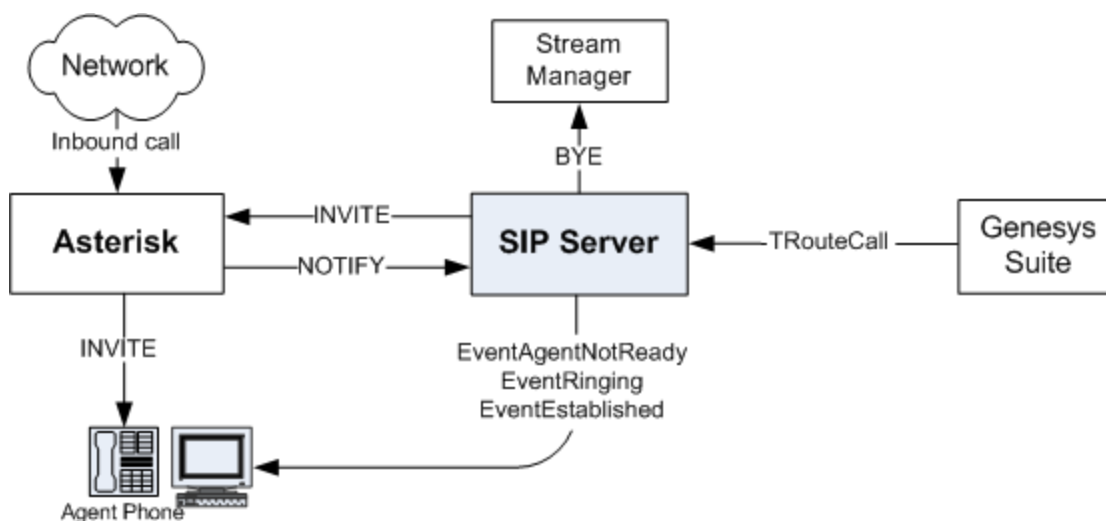 Stream
Manager
Network
Inbound call
BYE
Asterisk
INVITE
NOTIFY
SIP Server
TRouteCall
Genesys
Suite
INVITE
EventAgentNotReady
EventRinging
EventEstablished
Agent Phone